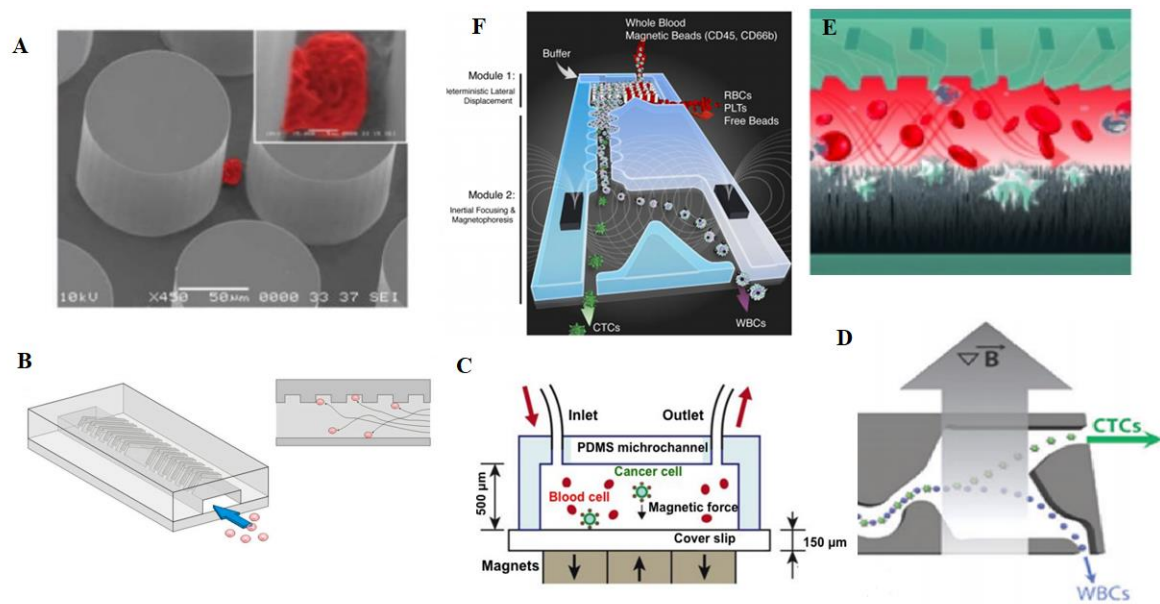 A
10kV
X450
50μm
0000 33 37 SEI
F
Whole Blood
Magnetic Beads (CD45, CD66b)
Buffer
Module 1:
eterministic Lateral
Displacement
RBCs
PLTs
Free Beads
Module 2:
Inertial Focusing &
Magnetophoresis
CTCs
WBCs
E
B
C
Inlet
Outlet
PDMS michrochannel
Cancer cell
500 μm
Blood cell
Magnetic force
Cover slip
150 μm
Magnets
D
▽ B
CTCs
WBCs